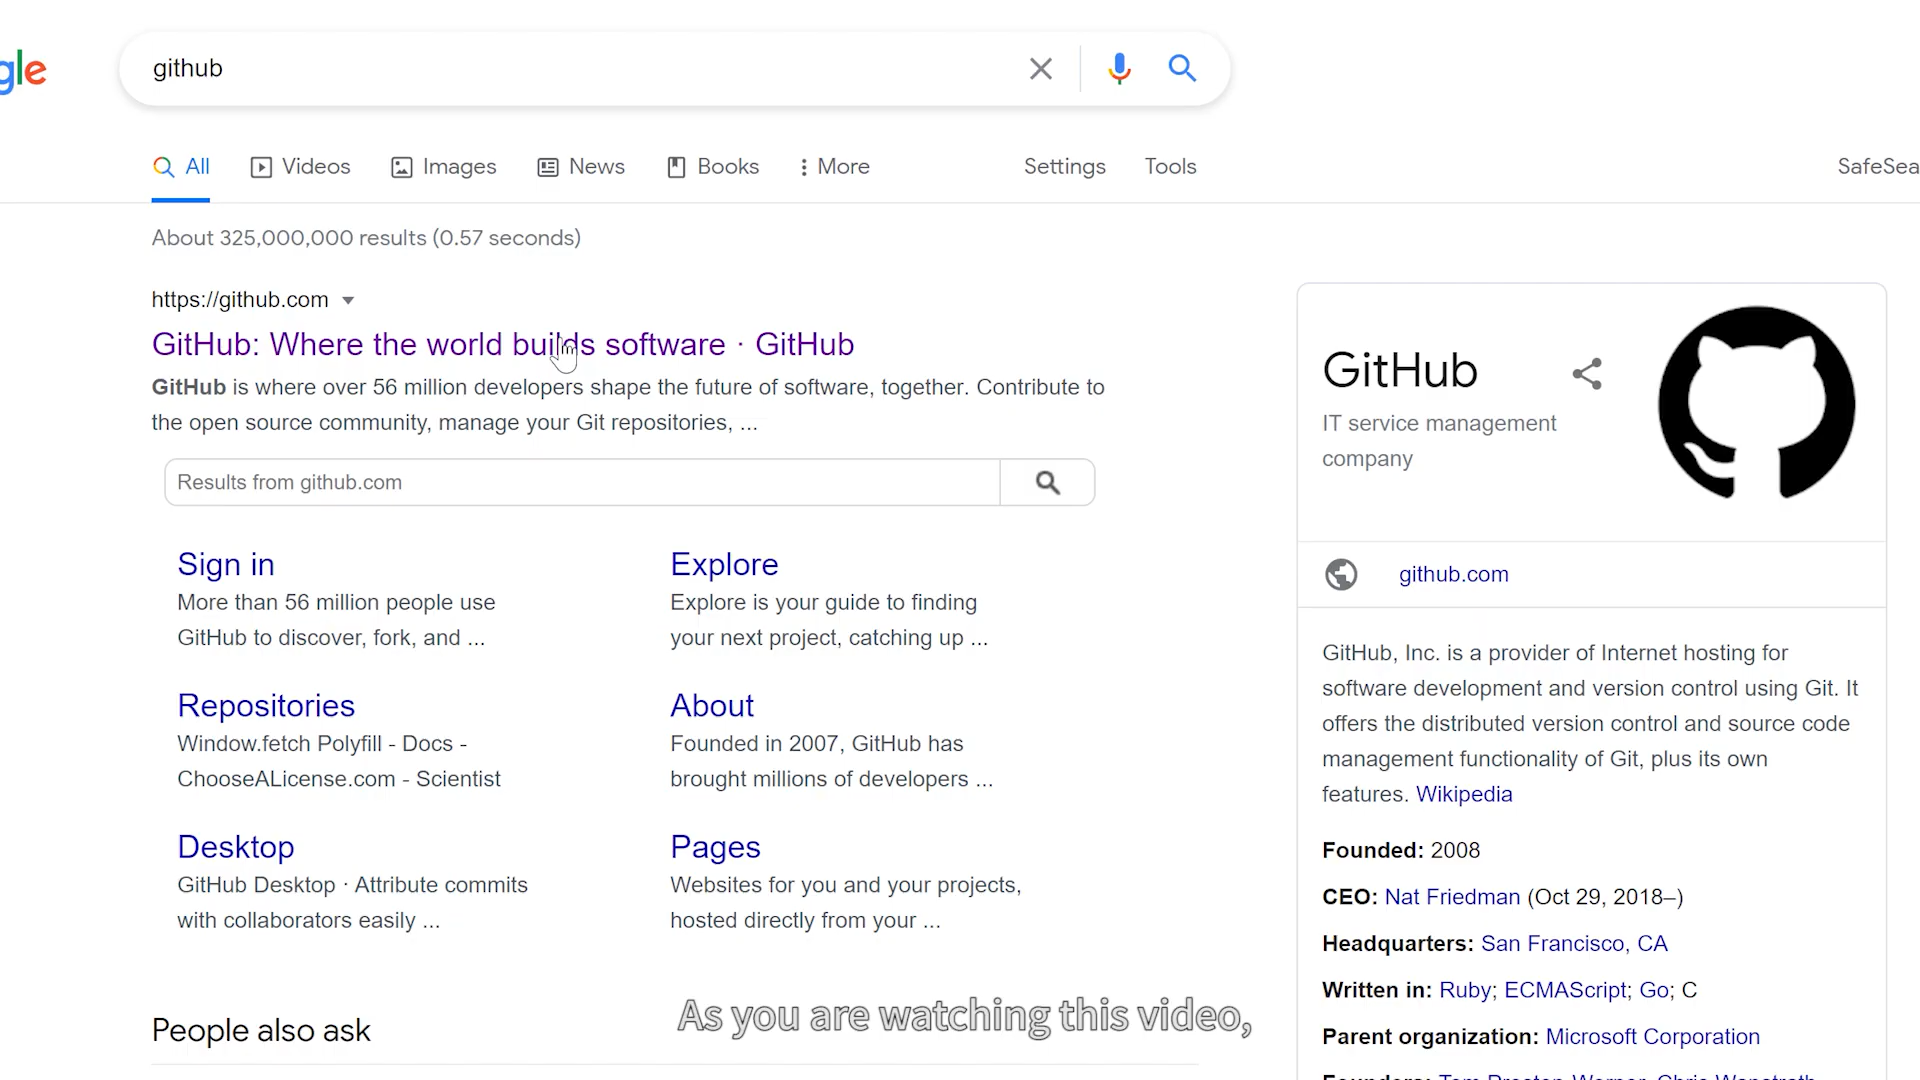 gle
github
All Videos Images News Books More Settings Tools SafeSea
About 325,000,000 results (0.57 seconds)
https://github.com
GitHub: Where the world builds software · GitHub
GitHub is where over 56 million developers shape the future of software, together. Contribute to
the open source community, manage your Git repositories, ...
Results from github.com
Sign in
More than 56 million people use
GitHub to discover, fork, and ...
Explore
Explore is your guide to finding
your next project, catching up ...
Repositories
Window.fetch Polyfill - Docs -
ChooseALicense.com - Scientist
About
Founded in 2007, GitHub has
brought millions of developers ...
Desktop
GitHub Desktop · Attribute commits
with collaborators easily ...
Pages
Websites for you and your projects,
hosted directly from your ...
People also ask
GitHub
IT service management
company
github.com
GitHub, Inc. is a provider of Internet hosting for
software development and version control using Git. It
offers the distributed version control and source code
management functionality of Git, plus its own
features. Wikipedia
Founded: 2008
CEO: Nat Friedman (Oct 29, 2018–)
Headquarters: San Francisco, CA
Written in: Ruby; ECMAScript; Go; C
Parent organization: Microsoft Corporation
Founders: Tom Preston-Werner, Chris Wanstrath,
As you are watching this video,